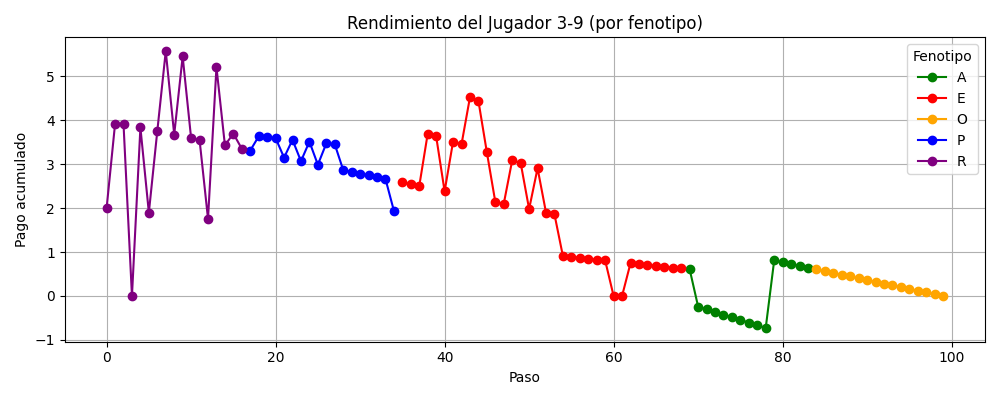 Rendimiento del Jugador 3-9 (por fenotipo)
Pago acumulado
5
4
3
2
1
0
−1
Fenotipo
A
E
O
P
R
0 20 40 60 80 100
Paso